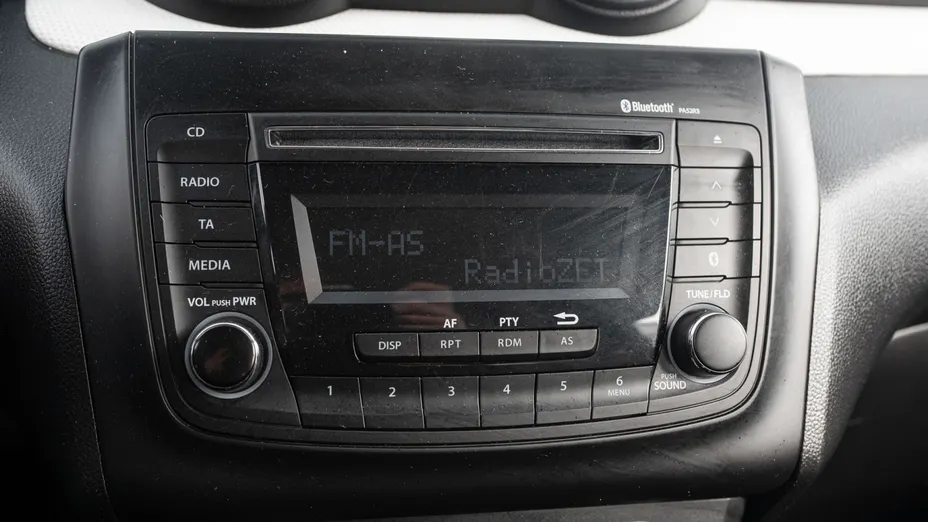 Bluetooth PA53R3
CD
RADIO
TA
MEDIA
VOL PUSH PWR
FM-AS
RadioZET
TUNE/FLD
AF PTY
DISP RPT RDM AS
PUSH
SOUND
1 2 3 4 5 6
MENU